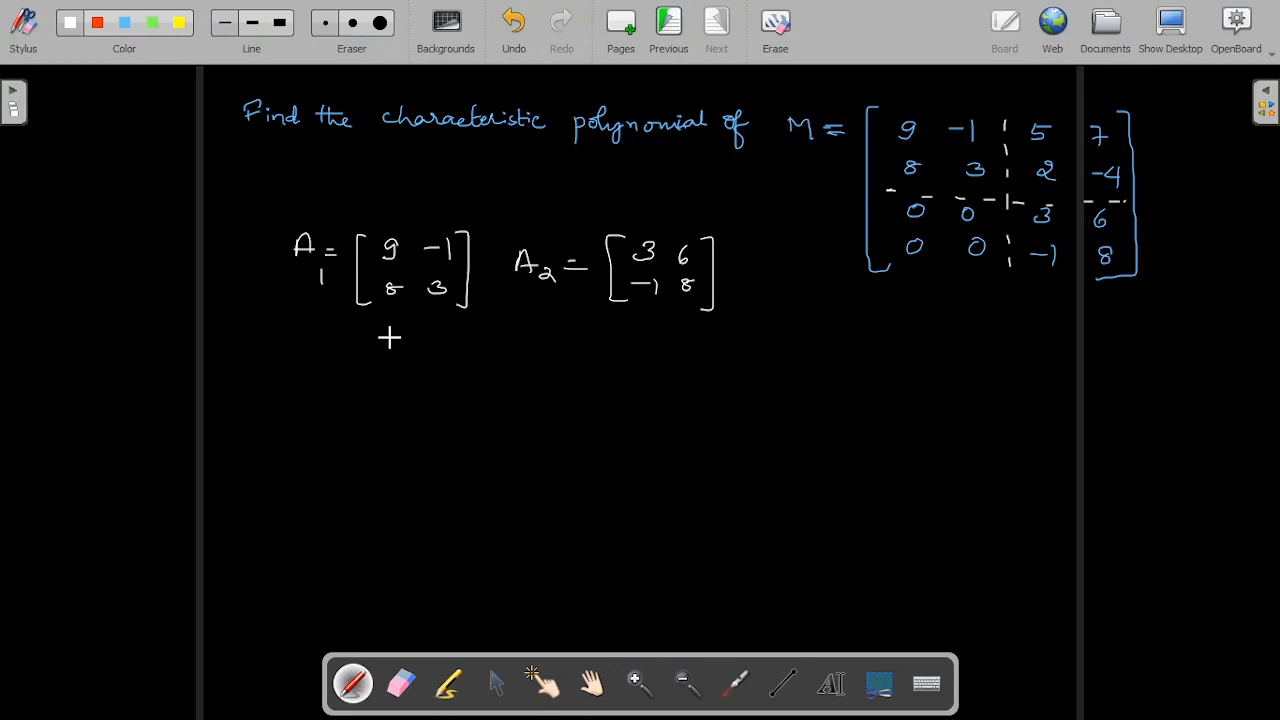 Stylus Color Line Eraser Backgrounds Undo Redo Pages Previous Next Erase Board Web Documents Show Desktop OpenBoard
Find the characteristic polynomial of M = [ 9 -1 5 7
8 3 2 -4
0 0 3 6
0 0 -1 8 ]
A1 = [ 9 -1 A2 = [ 3 6
8 3 ] -1 8 ]
AI